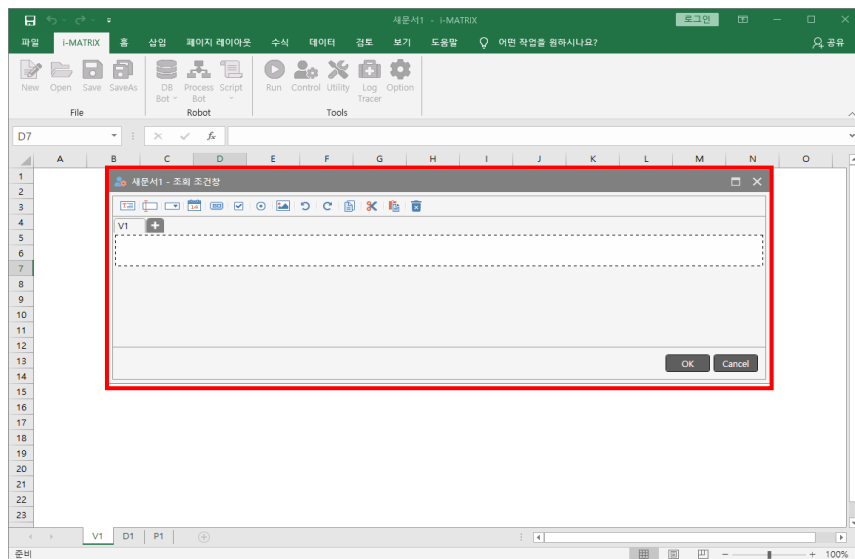 새문서1 - i-MATRIX
로그인
파일 i-MATRIX 홈 삽입 페이지 레이아웃 수식 데이터 검토 보기 도움말 어떤 작업을 원하시나요? 공유
New Open Save SaveAs DB Bot Process Bot Script Run Control Utility Log Tracer Option
File Robot Tools
D7 fx
A B C D E F G H I J K L M N O
1
2
3
4
5
6
7
8
9
10
11
12
13
14
15
16
17
18
19
20
21
22
23
새문서1 - 조회 조건창
V1
OK Cancel
V1 D1 P1
준비 100%